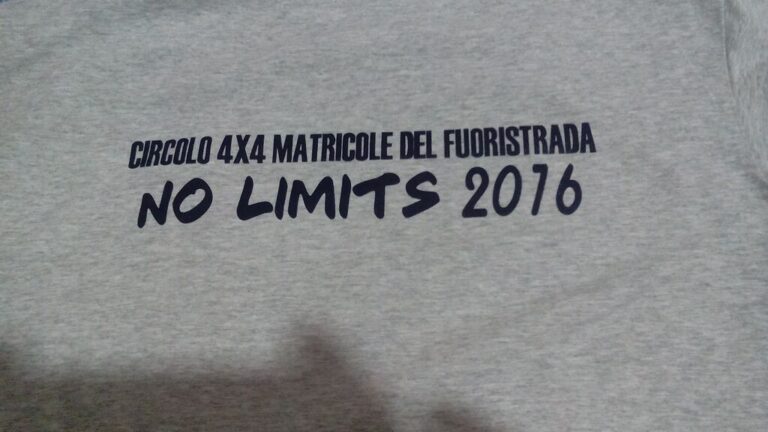 CIRCOLO 4X4 MATRICOLE DEL FUORISTRADA
NO LIMITS 2016